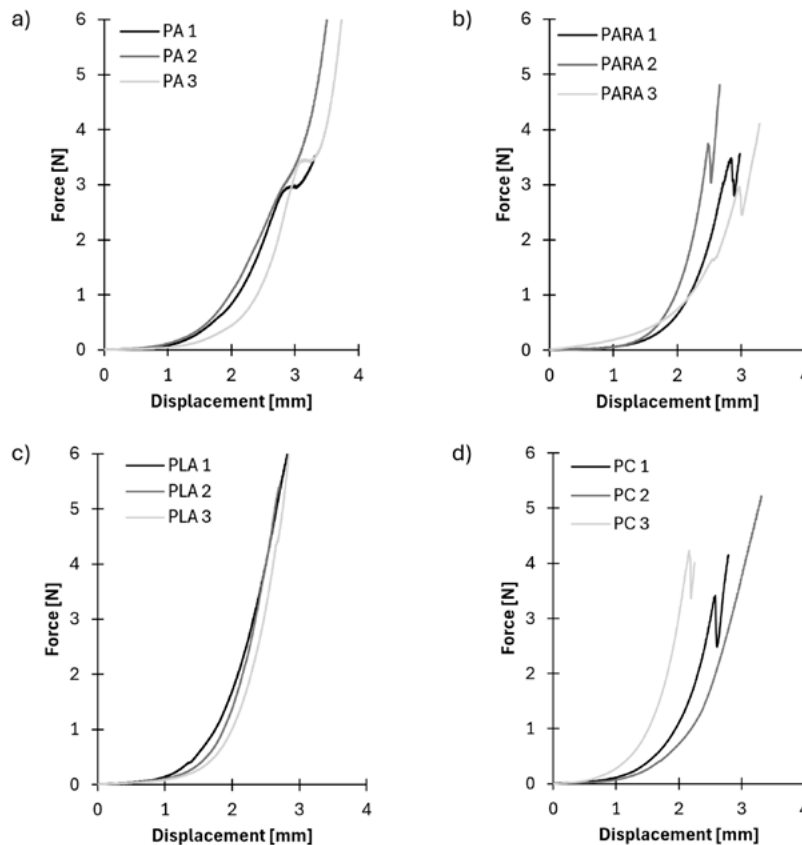 a)
PA 1
PA 2
PA 3
6
5
4
3
2
1
0
0 1 2 3 4
Force [N]
Displacement [mm]
b)
PARA 1
PARA 2
PARA 3
6
5
4
3
2
1
0
0 1 2 3 4
Force [N]
Displacement [mm]
c)
PLA 1
PLA 2
PLA 3
6
5
4
3
2
1
0
0 1 2 3 4
Force [N]
Displacement [mm]
d)
PC 1
PC 2
PC 3
6
5
4
3
2
1
0
0 1 2 3 4
Force [N]
Displacement [mm]